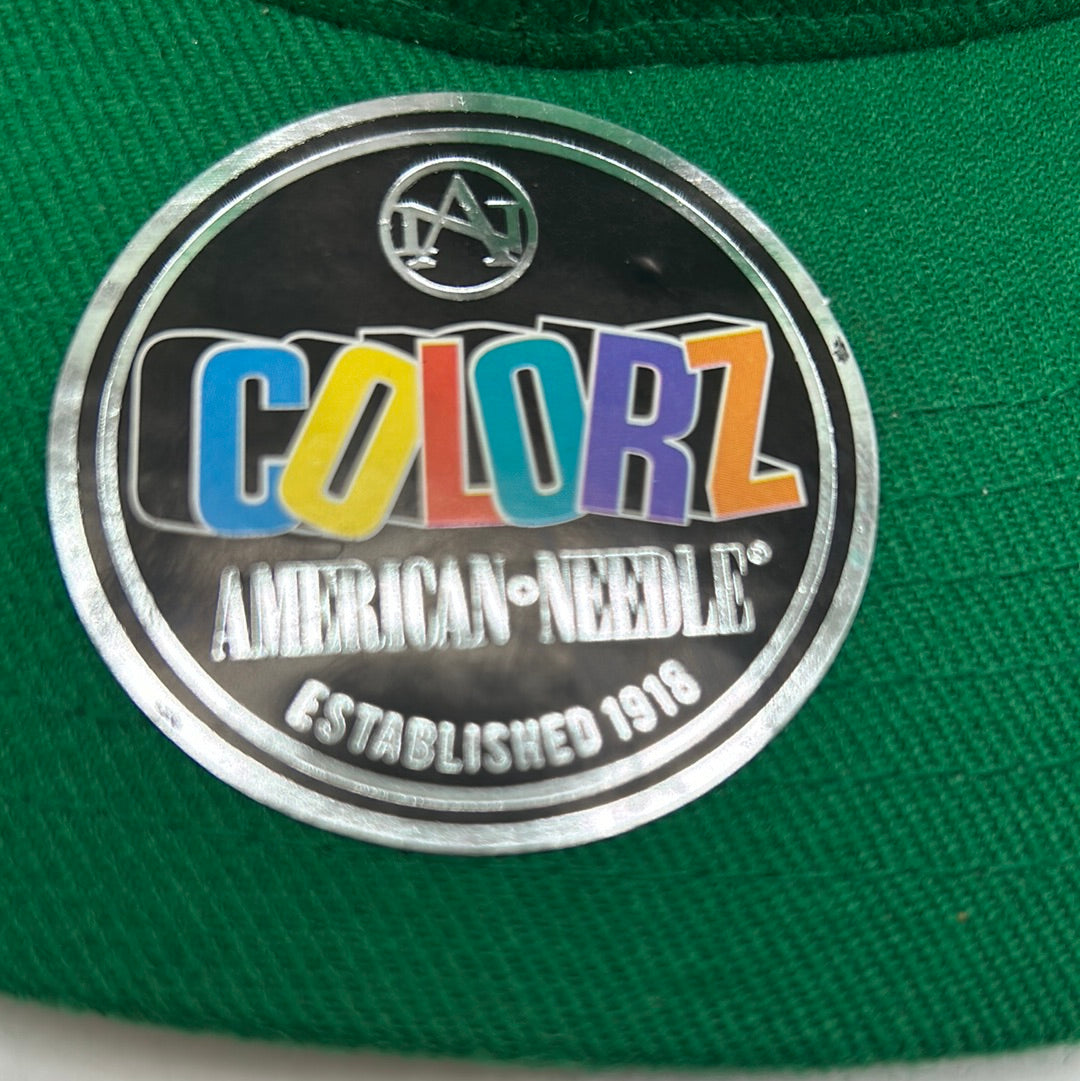 AN
COLORZ
AMERICAN NEEDLE®
ESTABLISHED 1918